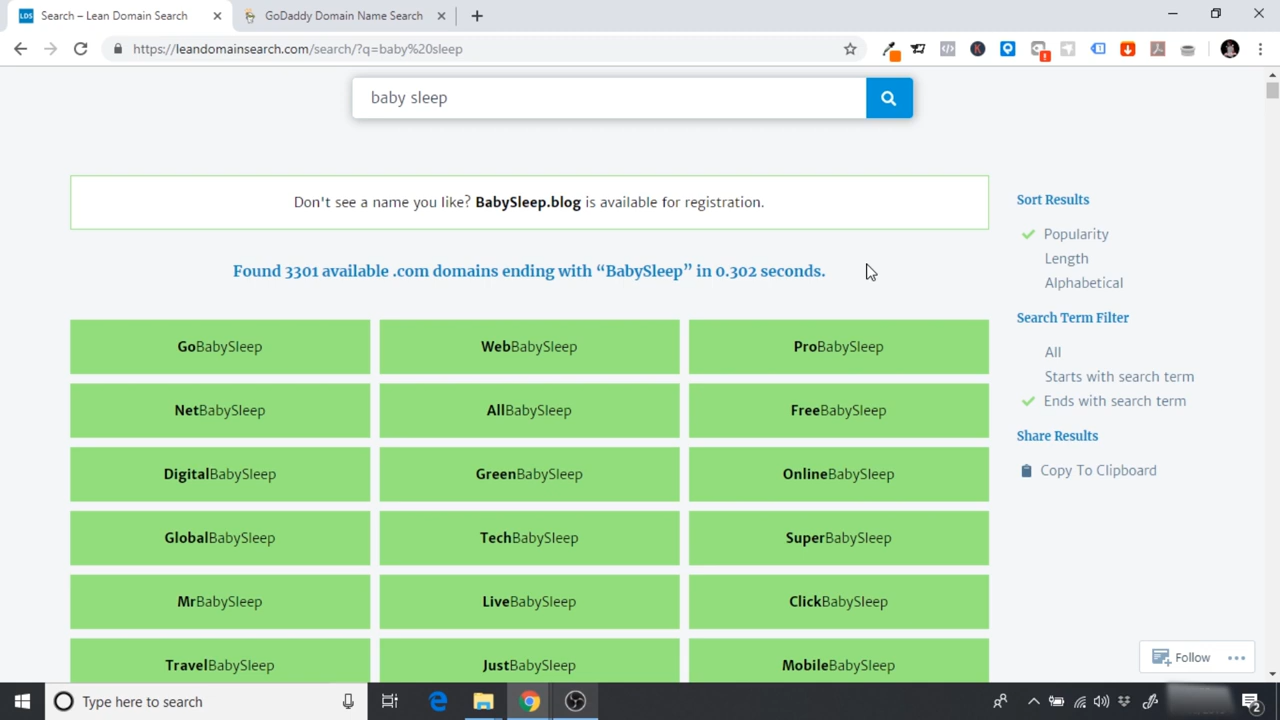 LDS Search – Lean Domain Search
GoDaddy Domain Name Search
https://leandomainsearch.com/search/?q=baby%20sleep
baby sleep
Don't see a name you like? BabySleep.blog is available for registration.
Found 3301 available .com domains ending with “BabySleep” in 0.302 seconds.
GoBabySleep
WebBabySleep
ProBabySleep
NetBabySleep
AllBabySleep
FreeBabySleep
DigitalBabySleep
GreenBabySleep
OnlineBabySleep
GlobalBabySleep
TechBabySleep
SuperBabySleep
MrBabySleep
LiveBabySleep
ClickBabySleep
TravelBabySleep
JustBabySleep
MobileBabySleep
Sort Results
Popularity
Length
Alphabetical
Search Term Filter
All
Starts with search term
Ends with search term
Share Results
Copy To Clipboard
Follow
Type here to search
2